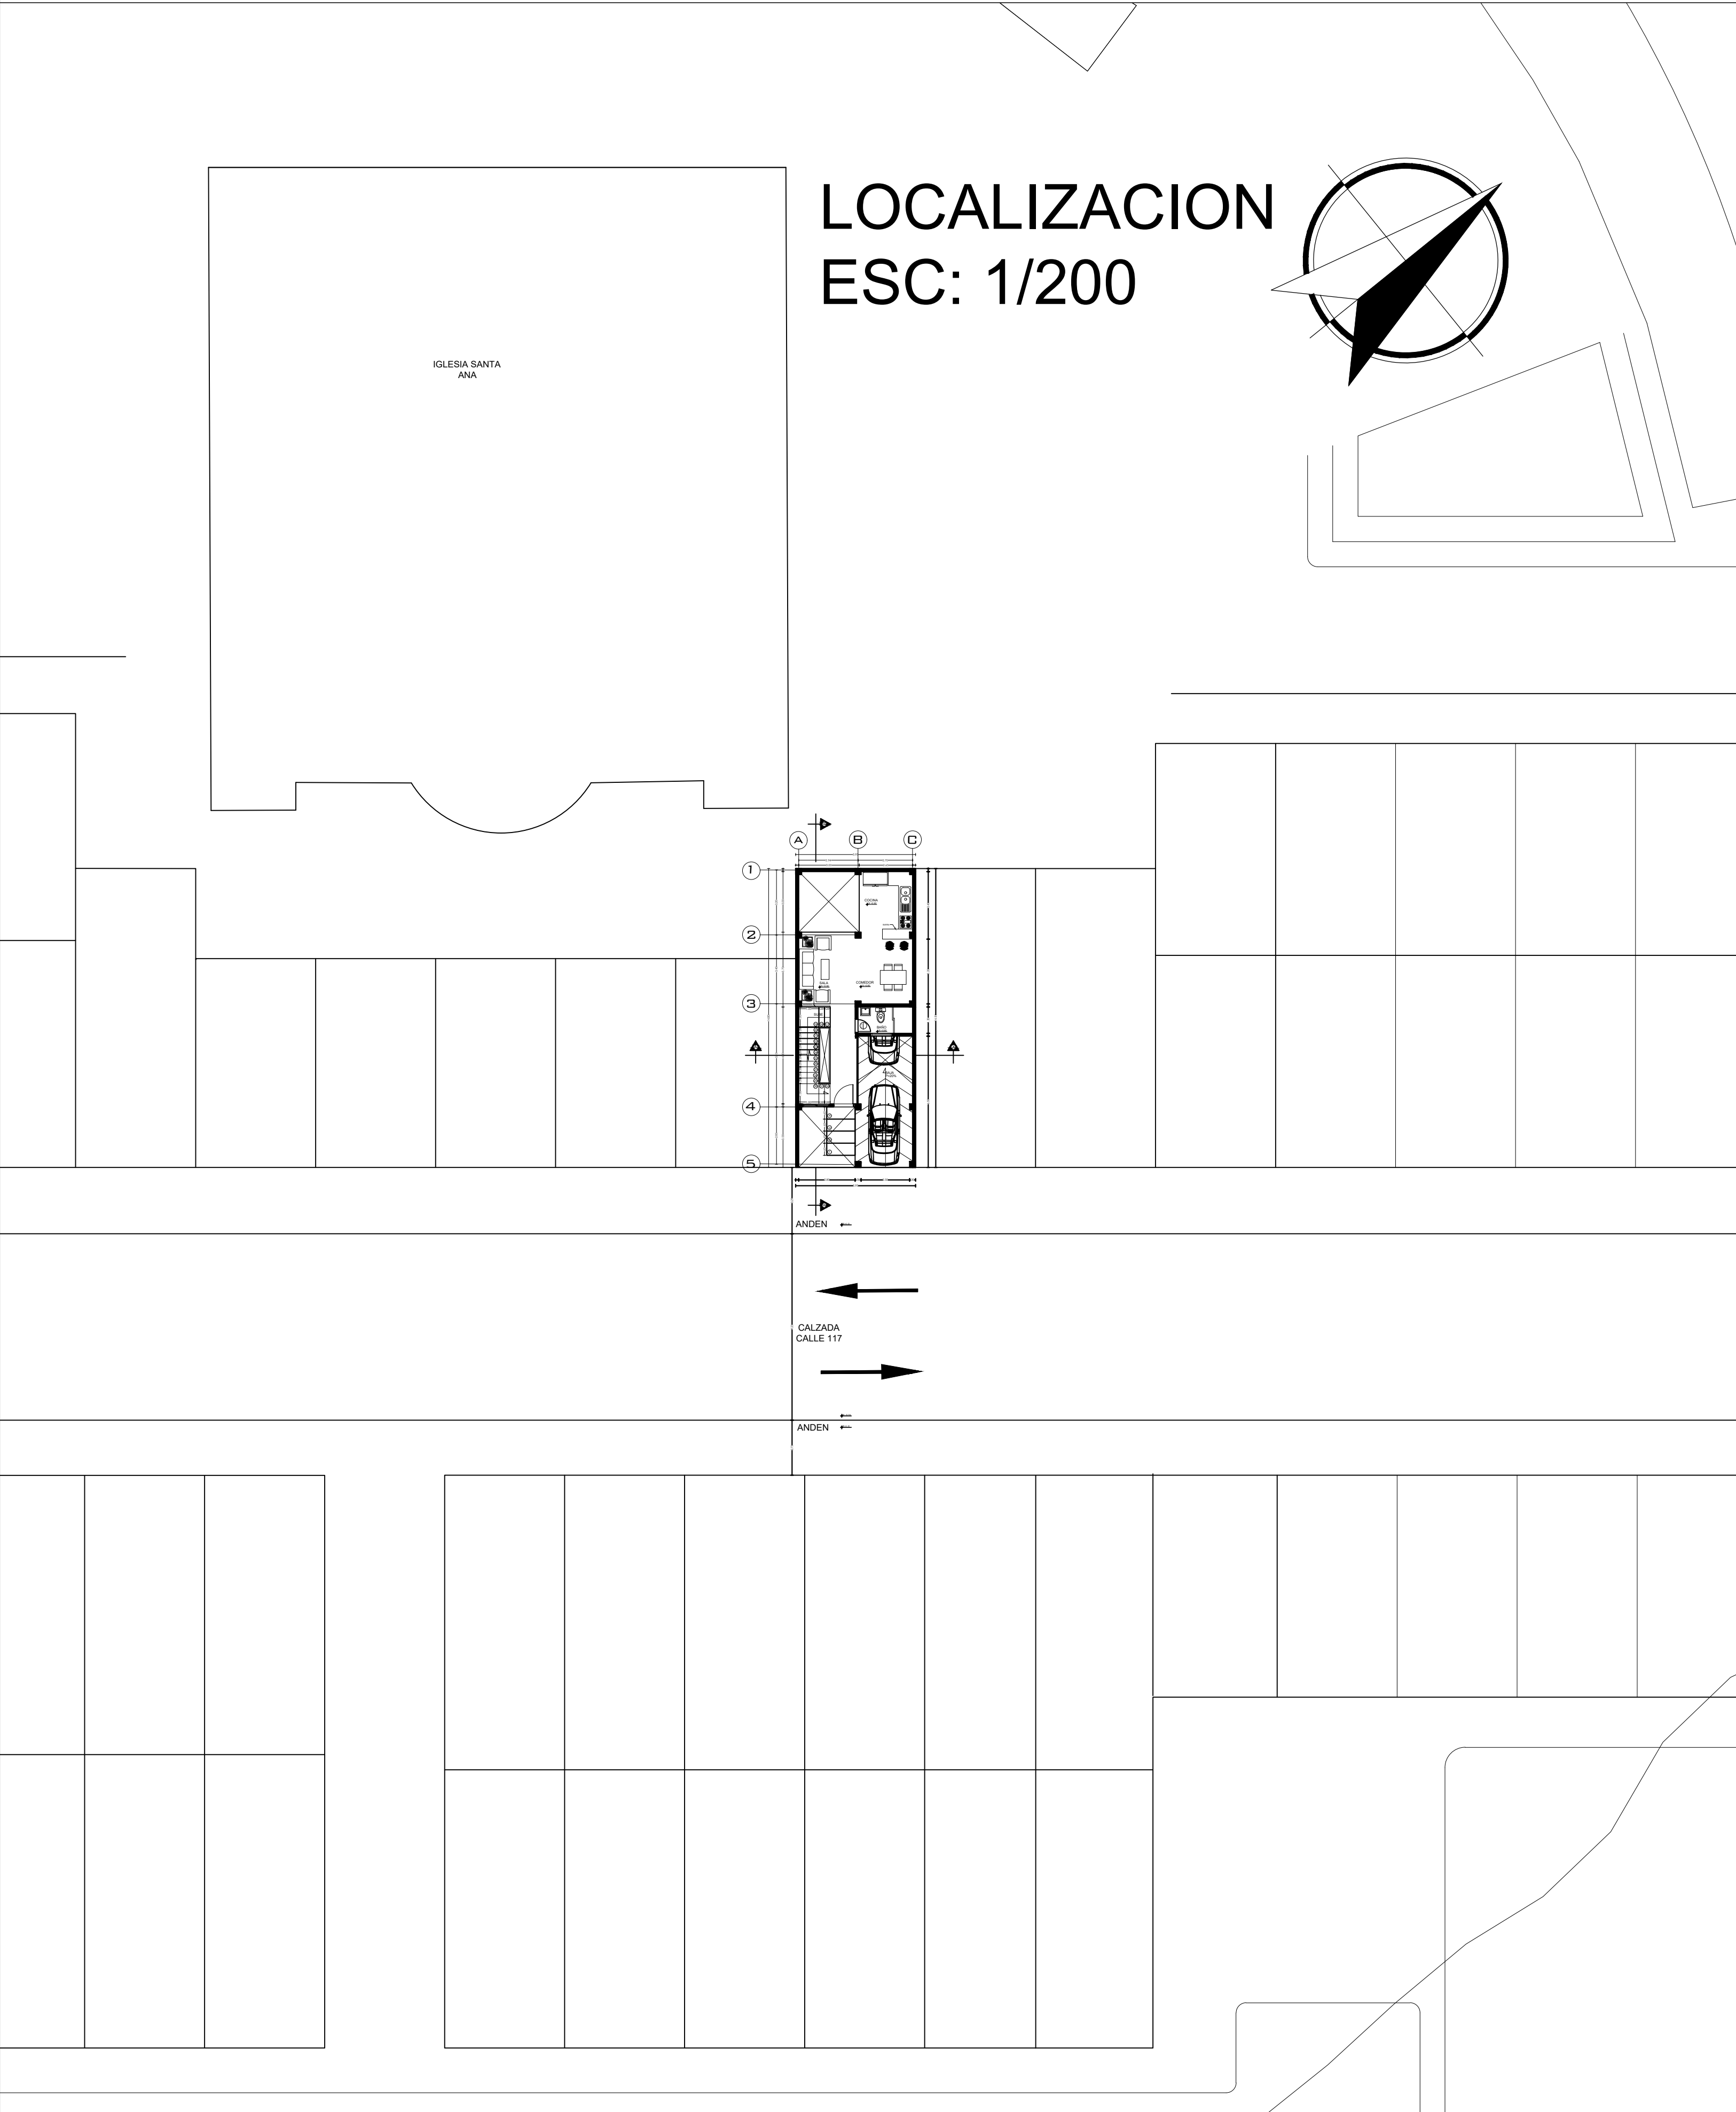 LOCALIZACION
ESC: 1/200
IGLESIA SANTA
ANA
A
B
C
1
COCINA
2
SALA
COMEDOR
3
BAÑO
4
5
ANDEN
CALZADA
CALLE 117
ANDEN